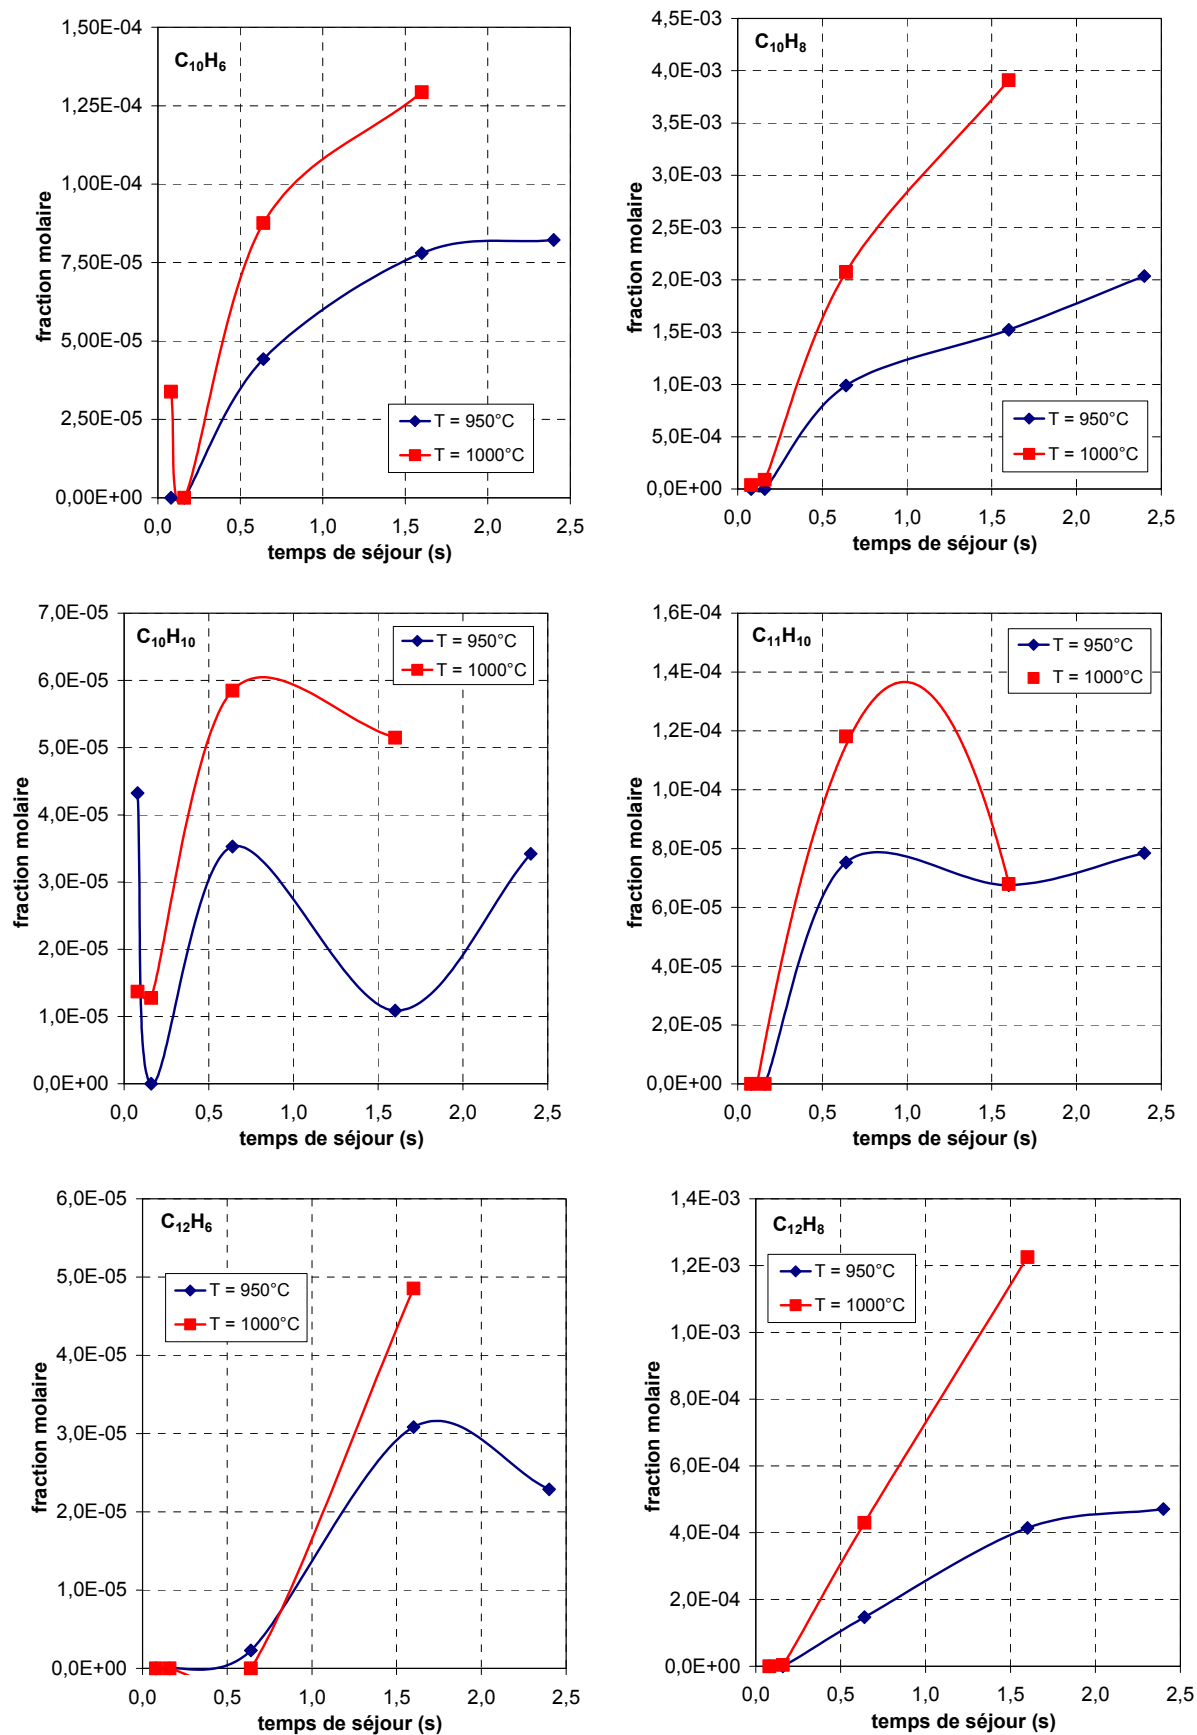 C₁₀H₆
fraction molaire
1,50E-04
1,25E-04
1,00E-04
7,50E-05
5,00E-05
2,50E-05
0,00E+00
T = 950°C
T = 1000°C
0,0 0,5 1,0 1,5 2,0 2,5
temps de séjour (s)
C₁₀H₈
fraction molaire
4,5E-03
4,0E-03
3,5E-03
3,0E-03
2,5E-03
2,0E-03
1,5E-03
1,0E-03
5,0E-04
0,0E+00
T = 950°C
T = 1000°C
0,0 0,5 1,0 1,5 2,0 2,5
temps de séjour (s)
C₁₀H₁₀
fraction molaire
7,0E-05
6,0E-05
5,0E-05
4,0E-05
3,0E-05
2,0E-05
1,0E-05
0,0E+00
T = 950°C
T = 1000°C
0,0 0,5 1,0 1,5 2,0 2,5
temps de séjour (s)
C₁₁H₁₀
fraction molaire
1,6E-04
1,4E-04
1,2E-04
1,0E-04
8,0E-05
6,0E-05
4,0E-05
2,0E-05
0,0E+00
T = 950°C
T = 1000°C
0,0 0,5 1,0 1,5 2,0 2,5
temps de séjour (s)
C₁₂H₆
fraction molaire
6,0E-05
5,0E-05
4,0E-05
3,0E-05
2,0E-05
1,0E-05
0,0E+00
T = 950°C
T = 1000°C
0,0 0,5 1,0 1,5 2,0 2,5
temps de séjour (s)
C₁₂H₈
fraction molaire
1,4E-03
1,2E-03
1,0E-03
8,0E-04
6,0E-04
4,0E-04
2,0E-04
0,0E+00
T = 950°C
T = 1000°C
0,0 0,5 1,0 1,5 2,0 2,5
temps de séjour (s)